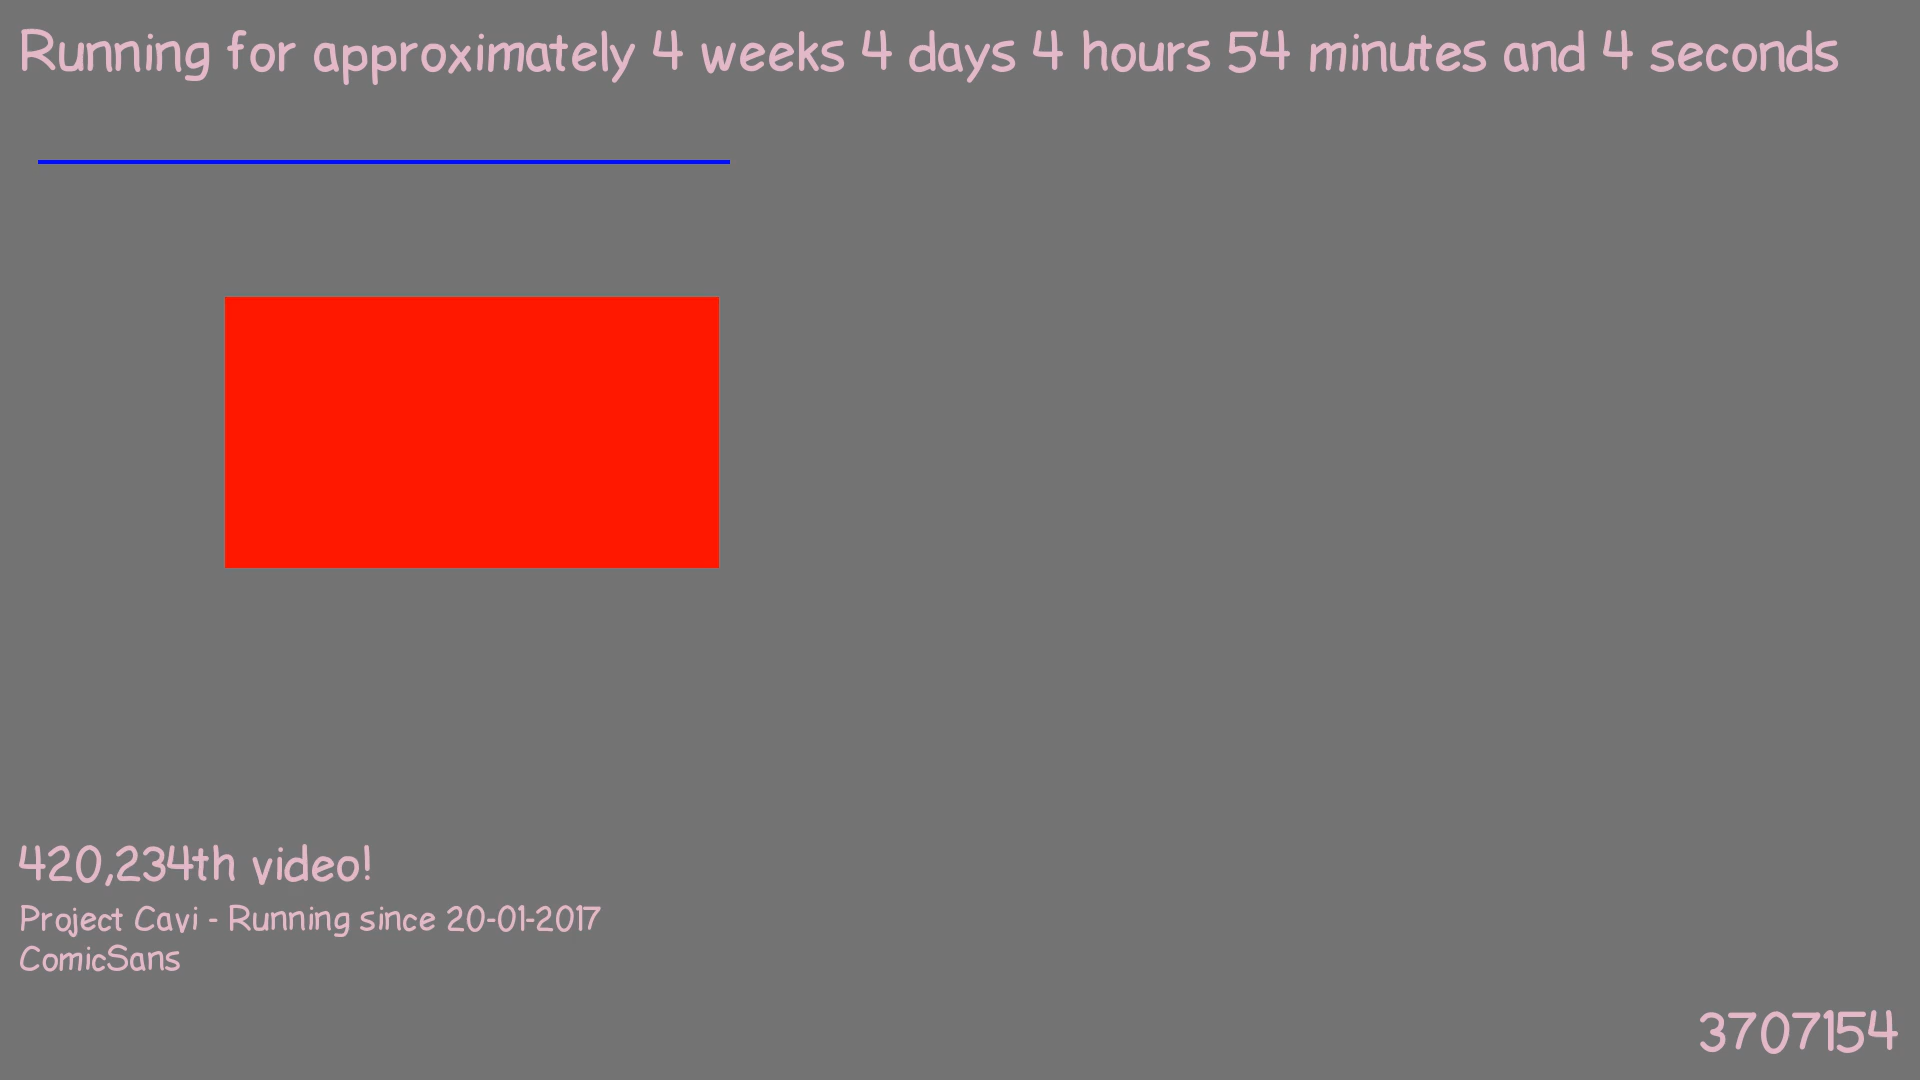 Running for approximately 4 weeks 4 days 4 hours 54 minutes and 4 seconds
420,234th video!
Project Cavi - Running since 20-01-2017
ComicSans
3707154